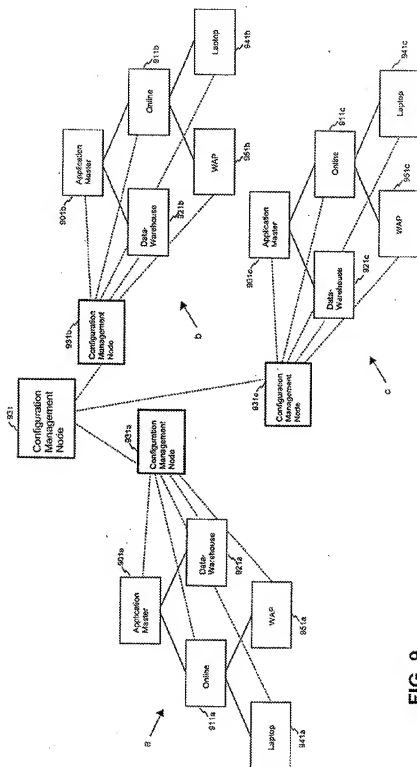 931
Configuration
Management
Node
a
901a
Application
Master
911a
Online
921a
Data-
Warehouse
941a
Laptop
951a
WAP
931a
Configuration
Management
Node
b
931b
Configuration
Management
Node
901b
Application
Master
911b
Online
Data-
Warehouse
921b
Laptop
941b
WAP
951b
c
931c
Configuration
Management
Node
901c
Application
Master
911c
Online
Data-
Warehouse
921c
Laptop
941c
951c
WAP
FIG. 9